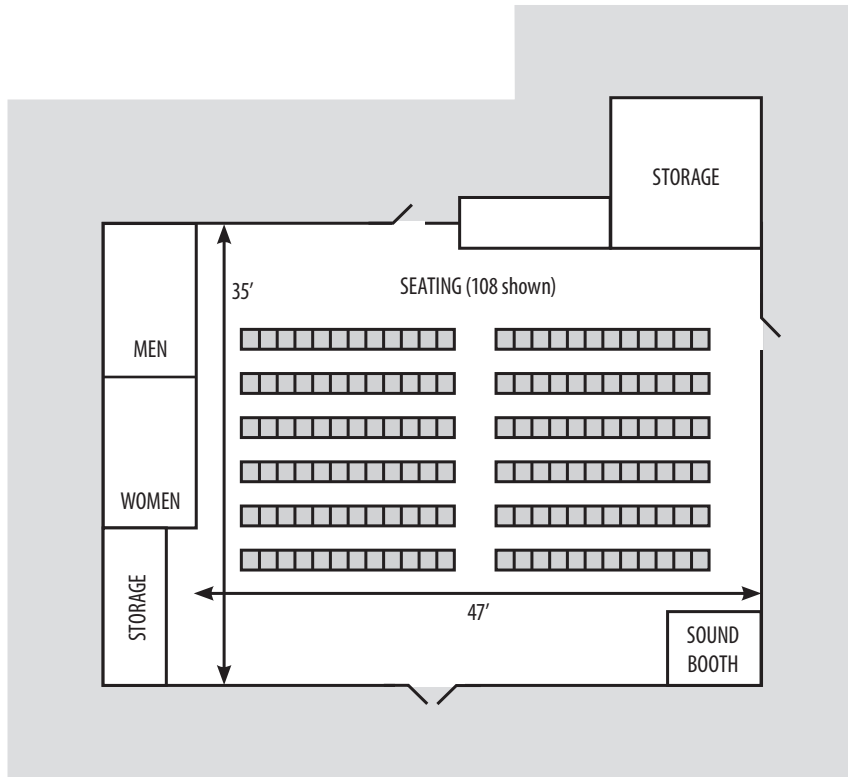 STORAGE
35’
SEATING (108 shown)
MEN
WOMEN
STORAGE
47’
SOUND
BOOTH